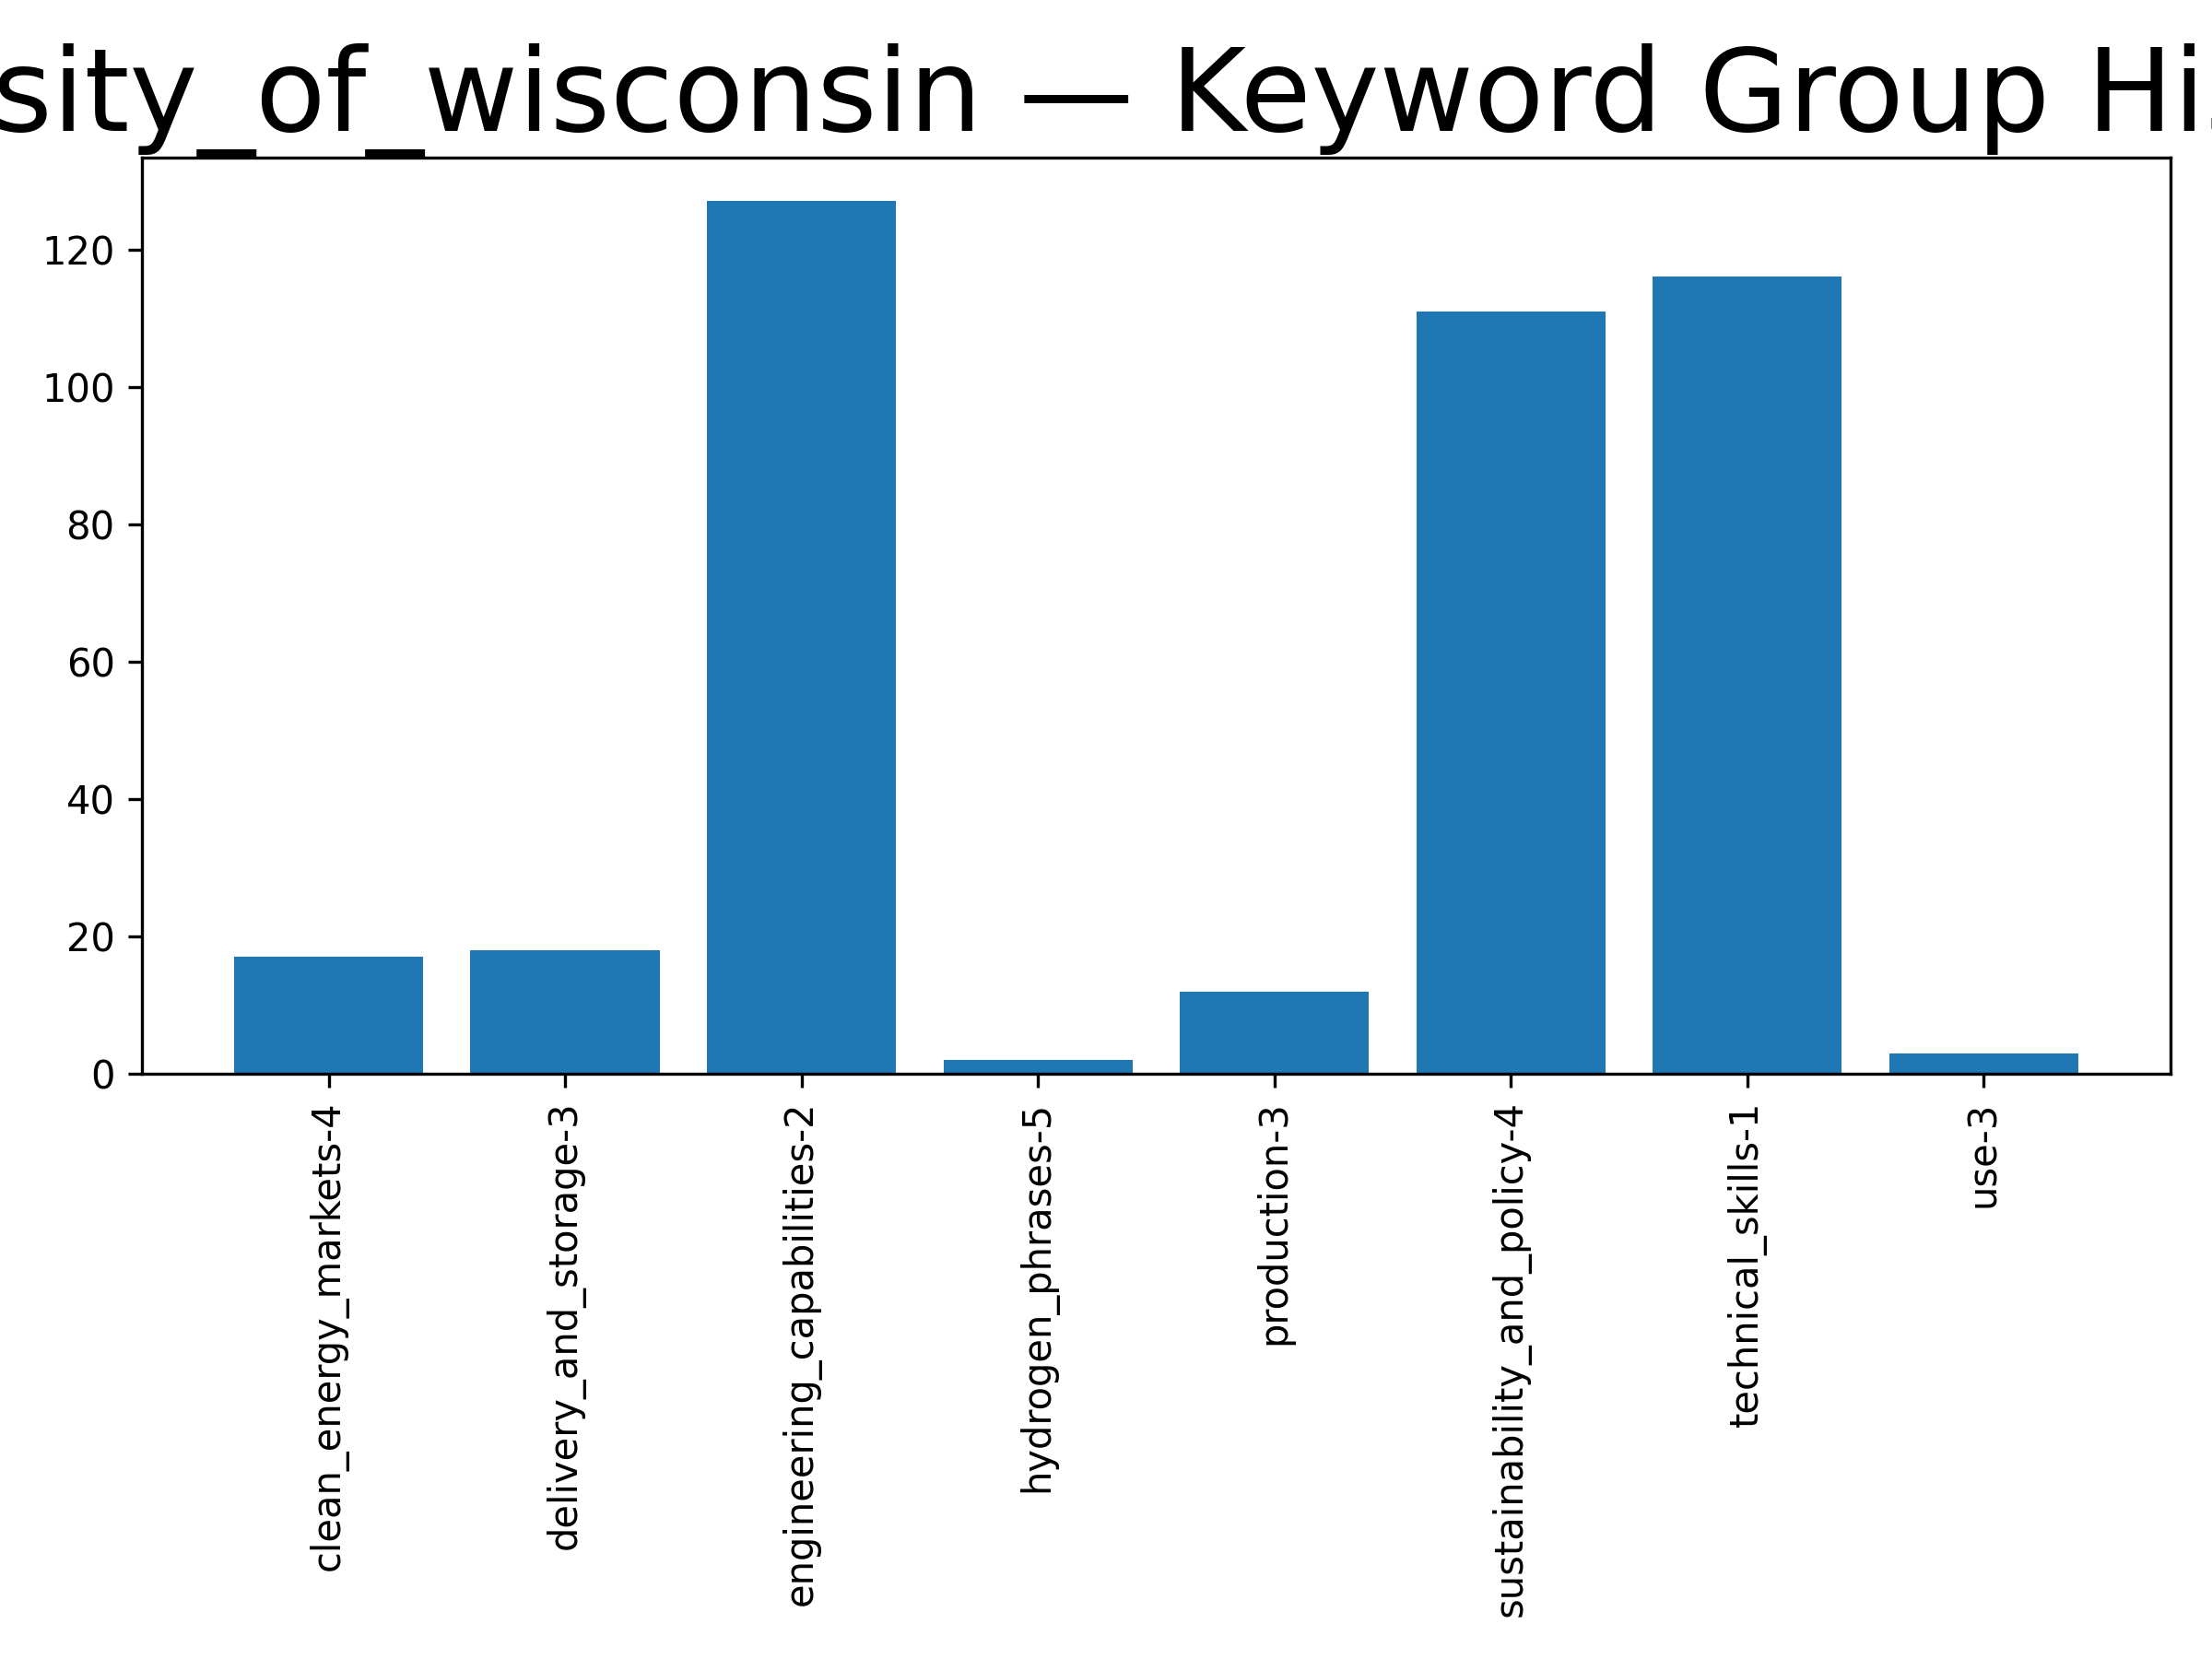 sity_of_wisconsin — Keyword Group Hi
120
100
80
60
40
20
0
clean_energy_markets-4
delivery_and_storage-3
engineering_capabilities-2
hydrogen_phrases-5
production-3
sustainability_and_policy-4
technical_skills-1
use-3